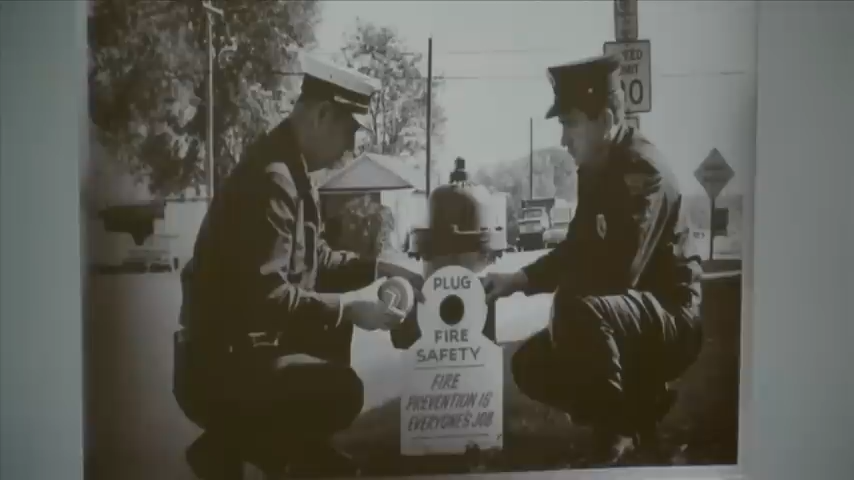 PLUG
FIRE
SAFETY
FIRE
PREVENTION IS
EVERYONE'S JOB